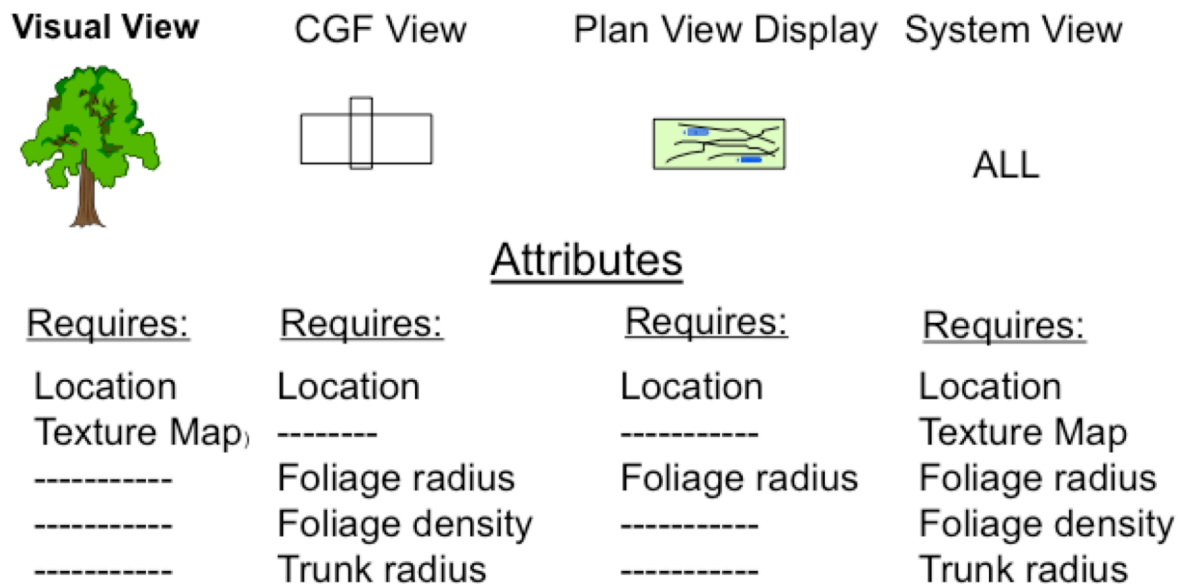 Visual View CGF View Plan View Display System View
ALL
Attributes
Requires: Requires: Requires: Requires:
Location Location Location Location
Texture Map) -------- ----------- Texture Map
----------- Foliage radius Foliage radius Foliage radius
----------- Foliage density ----------- Foliage density
----------- Trunk radius ----------- Trunk radius